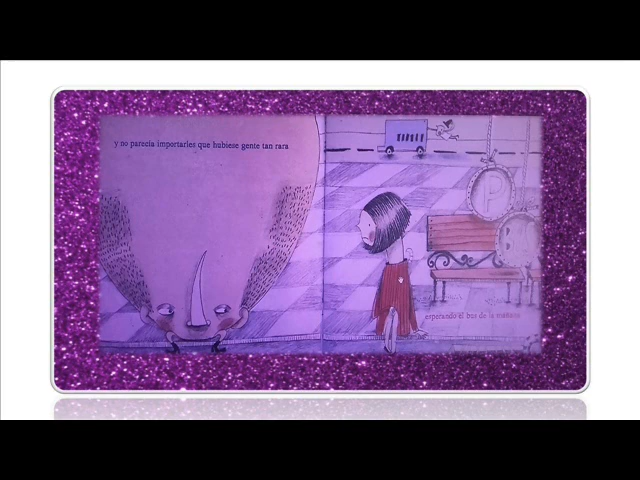 y no parecía importarles que hubiese gente tan rara
P
esperando el bus de la mañana